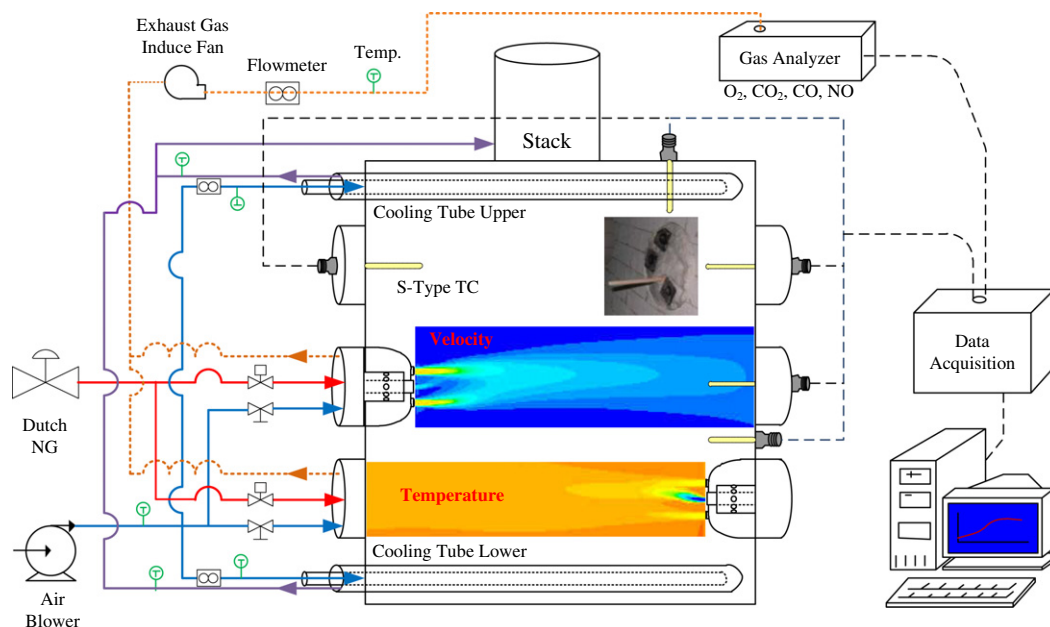 Exhaust Gas
Induce Fan
Flowmeter
Temp.
Gas Analyzer
O₂, CO₂, CO, NO
Stack
T
T
T
Cooling Tube Upper
S-Type TC
Velocity
Data
Acquisition
Dutch
NG
Temperature
T
Cooling Tube Lower
T
T
Air
Blower